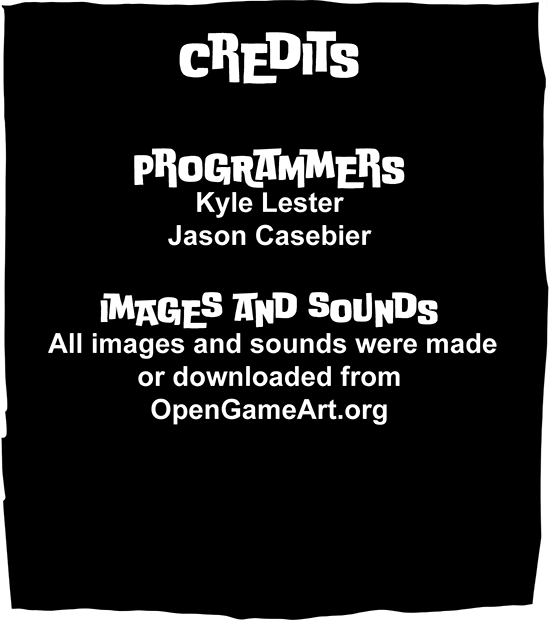 CREDITS
PROGRAMMERS
Kyle Lester
Jason Casebier
IMAGES AND SOUNDS
All images and sounds were made
or downloaded from
OpenGameArt.org